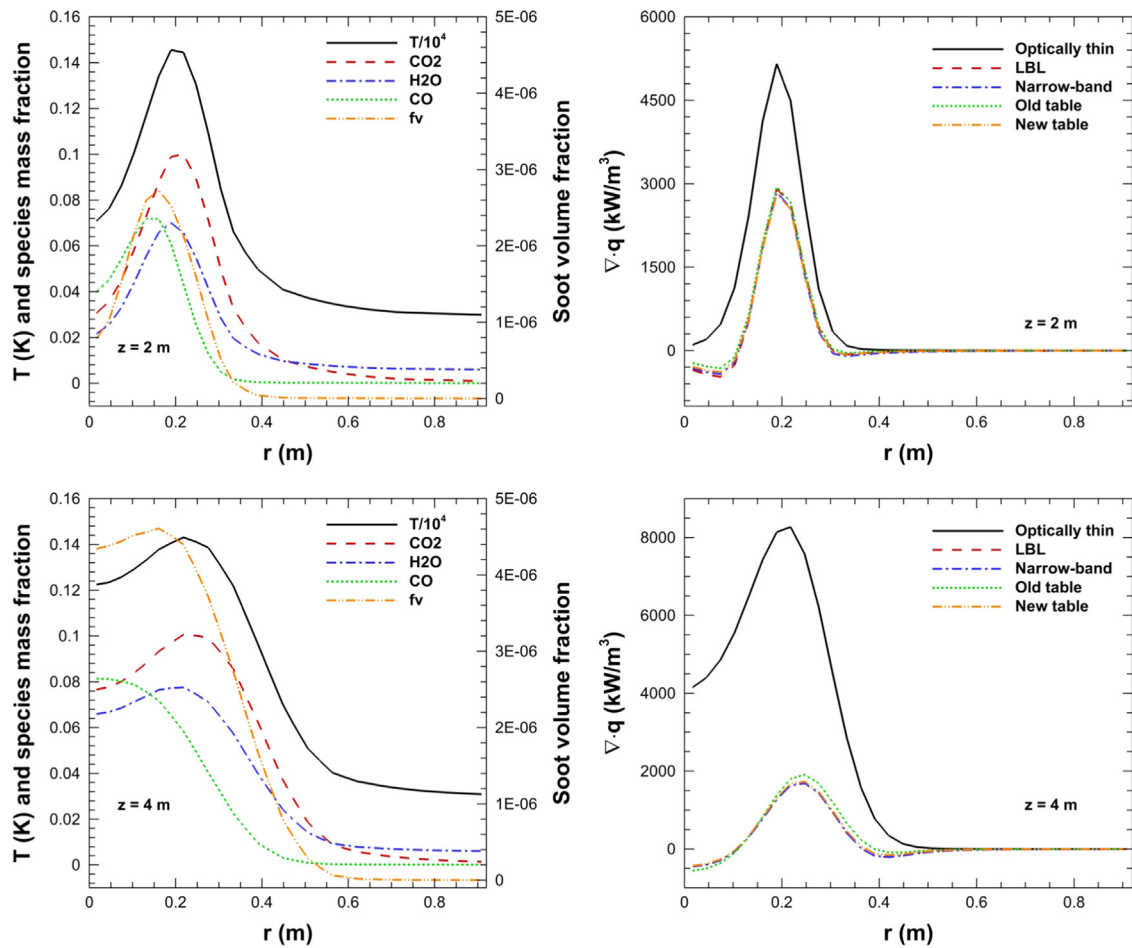 0.16
0.14
0.12
0.1
0.08
0.06
0.04
0.02
0
T (K) and species mass fraction
T/10⁴
CO2
H2O
CO
fv
z = 2 m
5E-06
4E-06
3E-06
2E-06
1E-06
0
Soot volume fraction
0 0.2 0.4 0.6 0.8
r (m)
6000
4500
3000
1500
0
∇·q (kW/m³)
Optically thin
LBL
Narrow-band
Old table
New table
z = 2 m
0 0.2 0.4 0.6 0.8
r (m)
0.16
0.14
0.12
0.1
0.08
0.06
0.04
0.02
0
T (K) and species mass fraction
T/10⁴
CO2
H2O
CO
fv
z = 4 m
5E-06
4E-06
3E-06
2E-06
1E-06
0
Soot volume fraction
0 0.2 0.4 0.6 0.8
r (m)
8000
6000
4000
2000
0
∇·q (kW/m³)
Optically thin
LBL
Narrow-band
Old table
New table
z = 4 m
0 0.2 0.4 0.6 0.8
r (m)